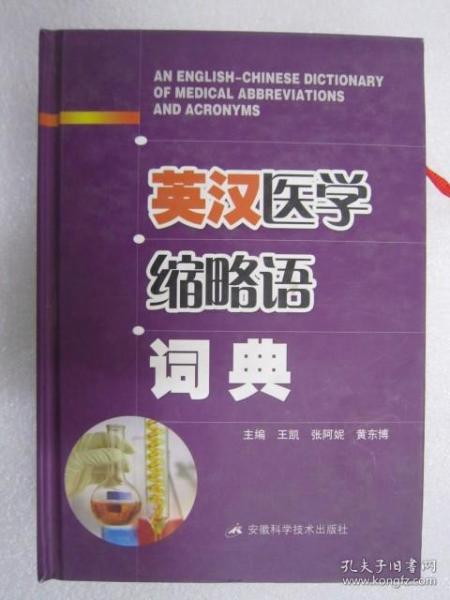 AN ENGLISH-CHINESE DICTIONARY
OF MEDICAL ABBREVIATIONS
AND ACRONYMS
英汉医学
缩略语
词典
主编 王凯 张阿妮 黄东博
安徽科学技术出版社
孔夫子旧书网
www.kongfz.com